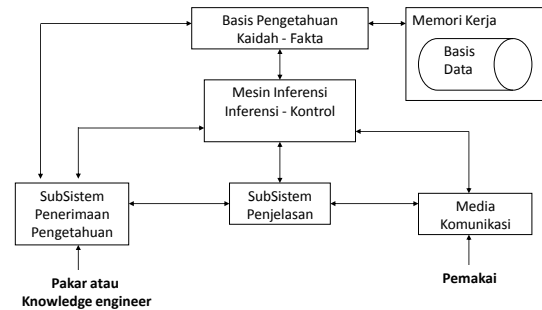 Basis Pengetahuan
Kaidah - Fakta
Memori Kerja
Basis
Data
Mesin Inferensi
Inferensi - Kontrol
SubSistem
Penerimaan
Pengetahuan
SubSistem
Penjelasan
Media
Komunikasi
Pakar atau
Knowledge engineer
Pemakai